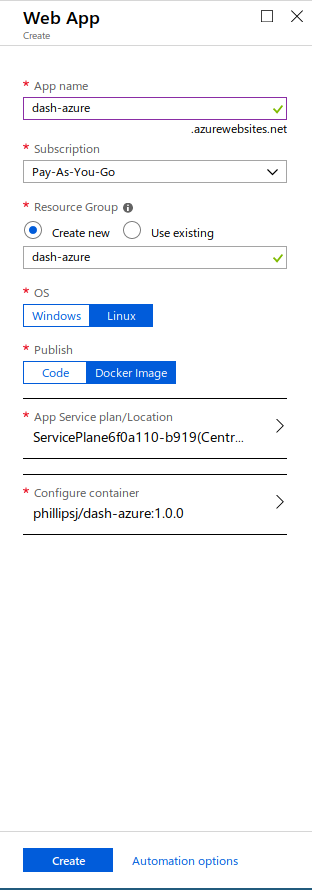 Web App
Create
* App name
dash-azure
.azurewebsites.net
* Subscription
Pay-As-You-Go
* Resource Group
Create new Use existing
dash-azure
* OS
Windows Linux
* Publish
Code Docker Image
* App Service plan/Location
ServicePlane6f0a110-b919(Centr...
* Configure container
phillipsj/dash-azure:1.0.0
Create Automation options